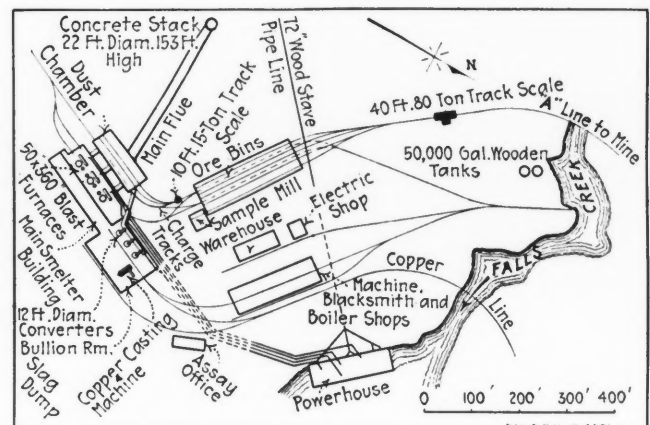 Concrete Stack
22 Ft. Diam. 153 Ft.
High
Dust
Chamber
Main Flue
10 Ft. 15-Ton Track
Scale
Ore Bins
72" Wood Stave
Pipe Line
N
40 Ft. 80 Ton Track Scale
"A" Line to Mine
50,000 Gal. Wooden
Tanks
CREEK
FALLS
50x360 Blast
Furnaces
Main Smelter
Building
Charge
Tracks
Sample Mill
Warehouse
Electric
Shop
Copper
Line
Machine,
Blacksmith and
Boiler Shops
12 Ft. Diam.
Converters
Bullion Rm.
Slag
Dump
Copper Casting
Machine
Assay
Office
Powerhouse
0 100' 200' 300' 400'